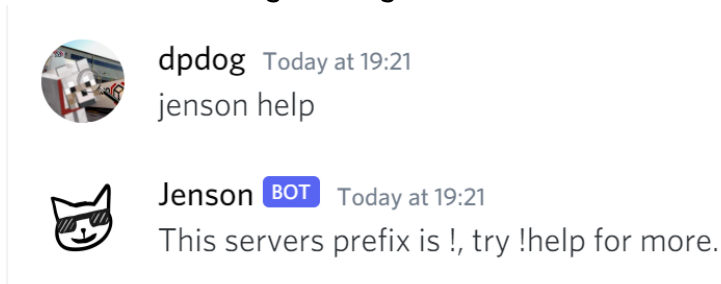 dpdog Today at 19:21
jenson help
Jenson BOT Today at 19:21
This servers prefix is !, try !help for more.